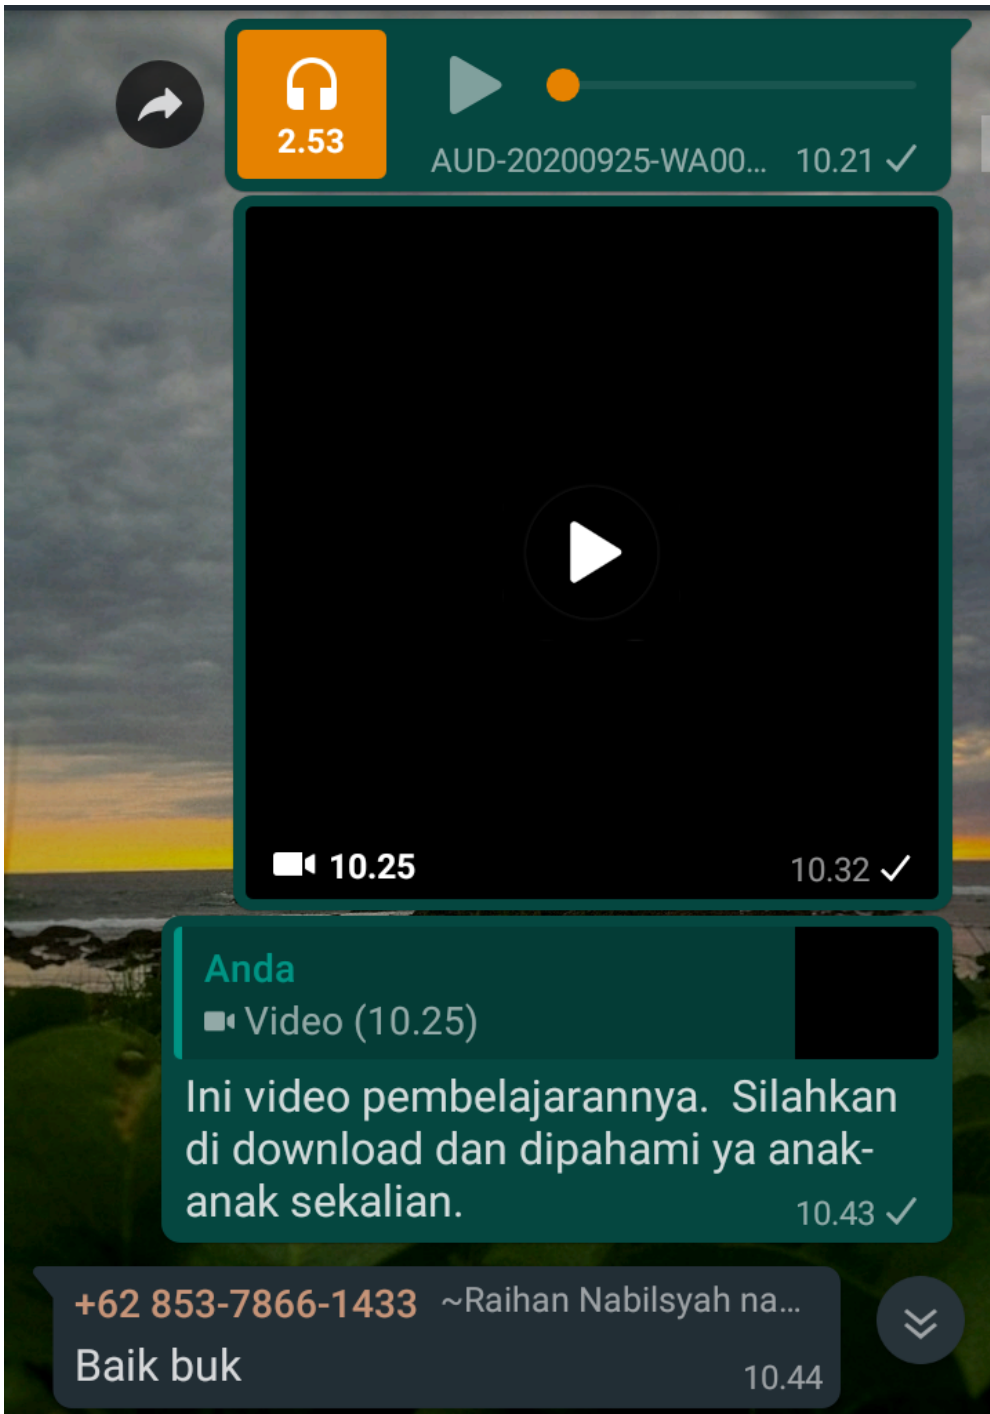 2.53
AUD-20200925-WA00... 10.21
10.25 10.32
Anda
Video (10.25)
Ini video pembelajarannya.  Silahkan
di download dan dipahami ya anak-
anak sekalian. 10.43
+62 853-7866-1433 ~Raihan Nabilsyah na...
Baik buk 10.44